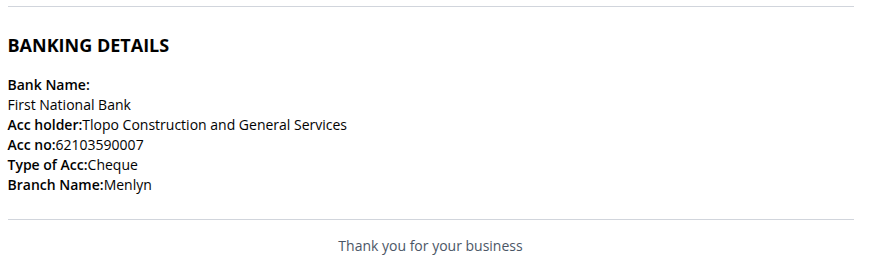 BANKING DETAILS
Bank Name:
First National Bank
Acc holder:Tlopo Construction and General Services
Acc no:62103590007
Type of Acc:Cheque
Branch Name:Menlyn
Thank you for your business